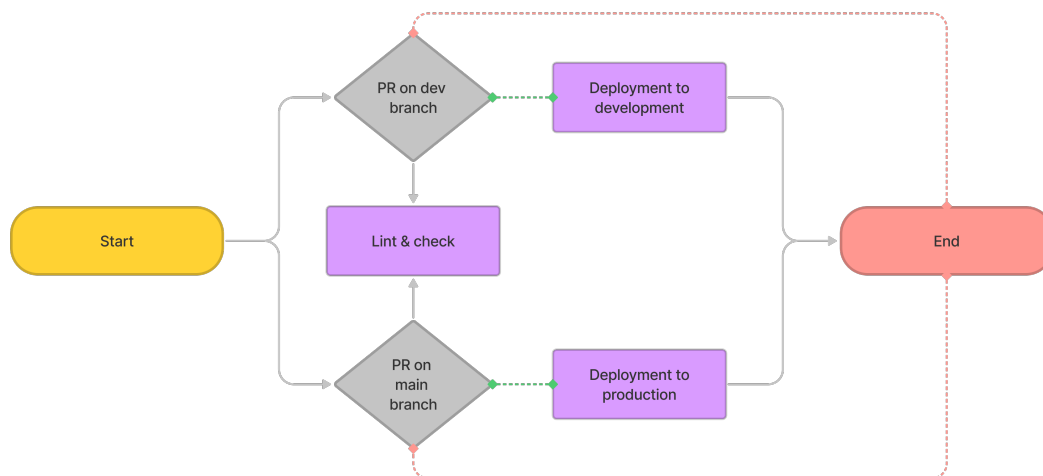 PR on dev
branch
Deployment to
development
Start
Lint & check
End
PR on
main
branch
Deployment to
production